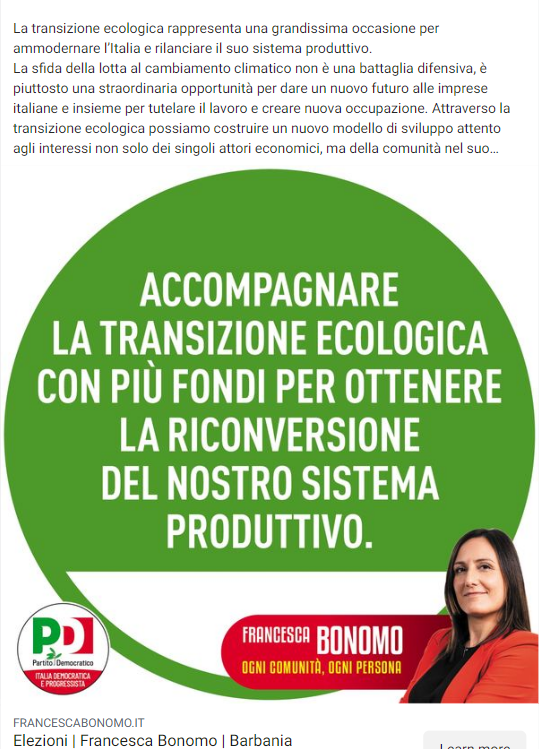 La transizione ecologica rappresenta una grandissima occasione per
ammodernare l'Italia e rilanciare il suo sistema produttivo.
La sfida della lotta al cambiamento climatico non è una battaglia difensiva, è
piuttosto una straordinaria opportunità per dare un nuovo futuro alle imprese
italiane e insieme per tutelare il lavoro e creare nuova occupazione. Attraverso la
transizione ecologica possiamo costruire un nuovo modello di sviluppo attento
agli interessi non solo dei singoli attori economici, ma della comunità nel suo...
ACCOMPAGNARE
LA TRANSIZIONE ECOLOGICA
CON PIÙ FONDI PER OTTENERE
LA RICONVERSIONE
DEL NOSTRO SISTEMA
PRODUTTIVO.
PD
Partito Democratico
ITALIA DEMOCRATICA
E PROGRESSISTA
FRANCESCA BONOMO
OGNI COMUNITÀ, OGNI PERSONA
FRANCESCABONOMO.IT
Elezioni | Francesca Bonomo | Barbania
Learn more